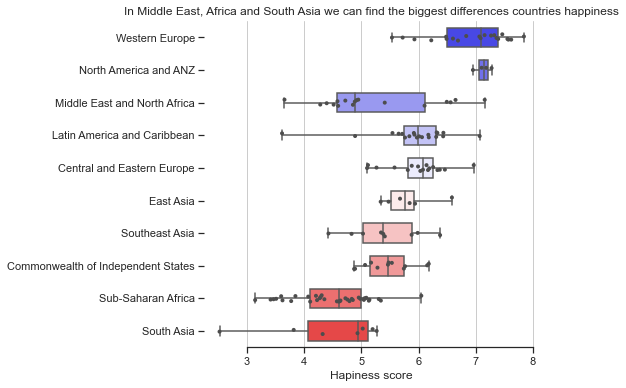 In Middle East, Africa and South Asia we can find the biggest differences countries happiness
Western Europe
North America and ANZ
Middle East and North Africa
Latin America and Caribbean
Central and Eastern Europe
East Asia
Southeast Asia
Commonwealth of Independent States
Sub-Saharan Africa
South Asia
3 4 5 6 7 8
Hapiness score